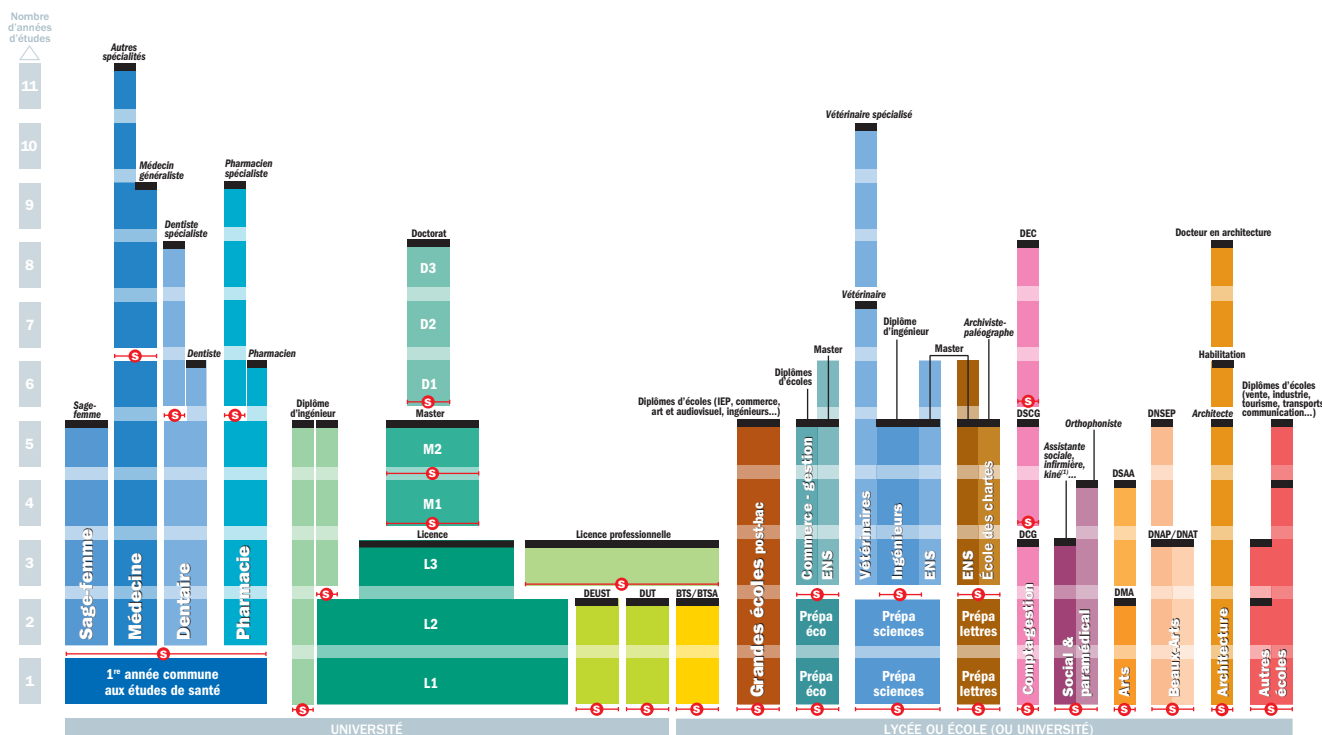 Nombre
d'années
d'études
11
10
9
8
7
6
5
4
3
2
1
Autres
spécialités
Médecin
généraliste
Pharmacien
spécialiste
Dentiste
spécialiste
Dentiste
Pharmacien
Sage-
femme
S
S
S
Sage-femme
Médecine
Dentaire
Pharmacie
S
1re année commune
aux études de santé
Diplôme
d'ingénieur
S
S
Doctorat
D3
D2
D1
S
Master
M2
S
M1
S
Licence
L3
L2
L1
Licence professionnelle
S
DEUST
DUT
BTS/BTSA
S
S
S
Diplômes d'écoles (IEP, commerce,
art et audiovisuel, ingénieurs...)
Grandes écoles post-bac
S
Diplômes
d'écoles
Master
Commerce - gestion
ENS
S
Prépa
éco
Prépa
éco
S
Vétérinaire spécialisé
Vétérinaire
Diplôme
d'ingénieur
Master
Vétérinaires
Ingénieurs
ENS
S
Prépa
sciences
Prépa
sciences
S
Archiviste-
paléographe
ENS
École des chartes
S
Prépa
lettres
Prépa
lettres
S
DEC
S
DSCG
S
DCG
Compta-gestion
S
Assistante
sociale,
infirmière,
kiné(1)...
Orthophoniste
Social &
paramédical
S
DSAA
DMA
Arts
S
DNSEP
DNAP/DNAT
Beaux-Arts
S
Docteur en architecture
Habilitation
Architecte
Architecture
S
Diplômes d'écoles
(vente, industrie,
tourisme, transports
communication...)
Autres
écoles
S
UNIVERSITÉ
LYCÉE OU ÉCOLE (OU UNIVERSITÉ)